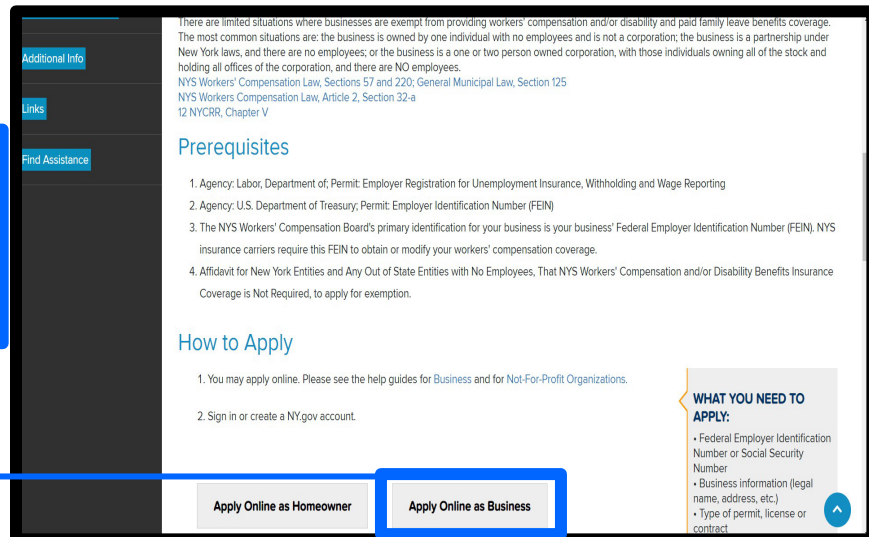 There are limited situations where businesses are exempt from providing workers' compensation and/or disability and paid family leave benefits coverage.
The most common situations are: the business is owned by one individual with no employees and is not a corporation; the business is a partnership under
New York laws, and there are no employees; or the business is a one or two person owned corporation, with those individuals owning all of the stock and
holding all offices of the corporation, and there are NO employees.
NYS Workers' Compensation Law, Sections 57 and 220; General Municipal Law, Section 125
NYS Workers Compensation Law, Article 2, Section 32-a
12 NYCRR, Chapter V
Additional Info
Links
Find Assistance
Prerequisites
1. Agency: Labor, Department of; Permit: Employer Registration for Unemployment Insurance, Withholding and Wage Reporting
2. Agency: U.S. Department of Treasury; Permit: Employer Identification Number (FEIN)
3. The NYS Workers' Compensation Board's primary identification for your business is your business' Federal Employer Identification Number (FEIN). NYS
insurance carriers require this FEIN to obtain or modify your workers' compensation coverage.
4. Affidavit for New York Entities and Any Out of State Entities with No Employees, That NYS Workers' Compensation and/or Disability Benefits Insurance
Coverage is Not Required, to apply for exemption.
How to Apply
1. You may apply online. Please see the help guides for Business and for Not-For-Profit Organizations.
2. Sign in or create a NY.gov account.
Apply Online as Homeowner
Apply Online as Business
WHAT YOU NEED TO
APPLY:
• Federal Employer Identification
Number or Social Security
Number
• Business information (legal
name, address, etc.)
• Type of permit, license or
contract